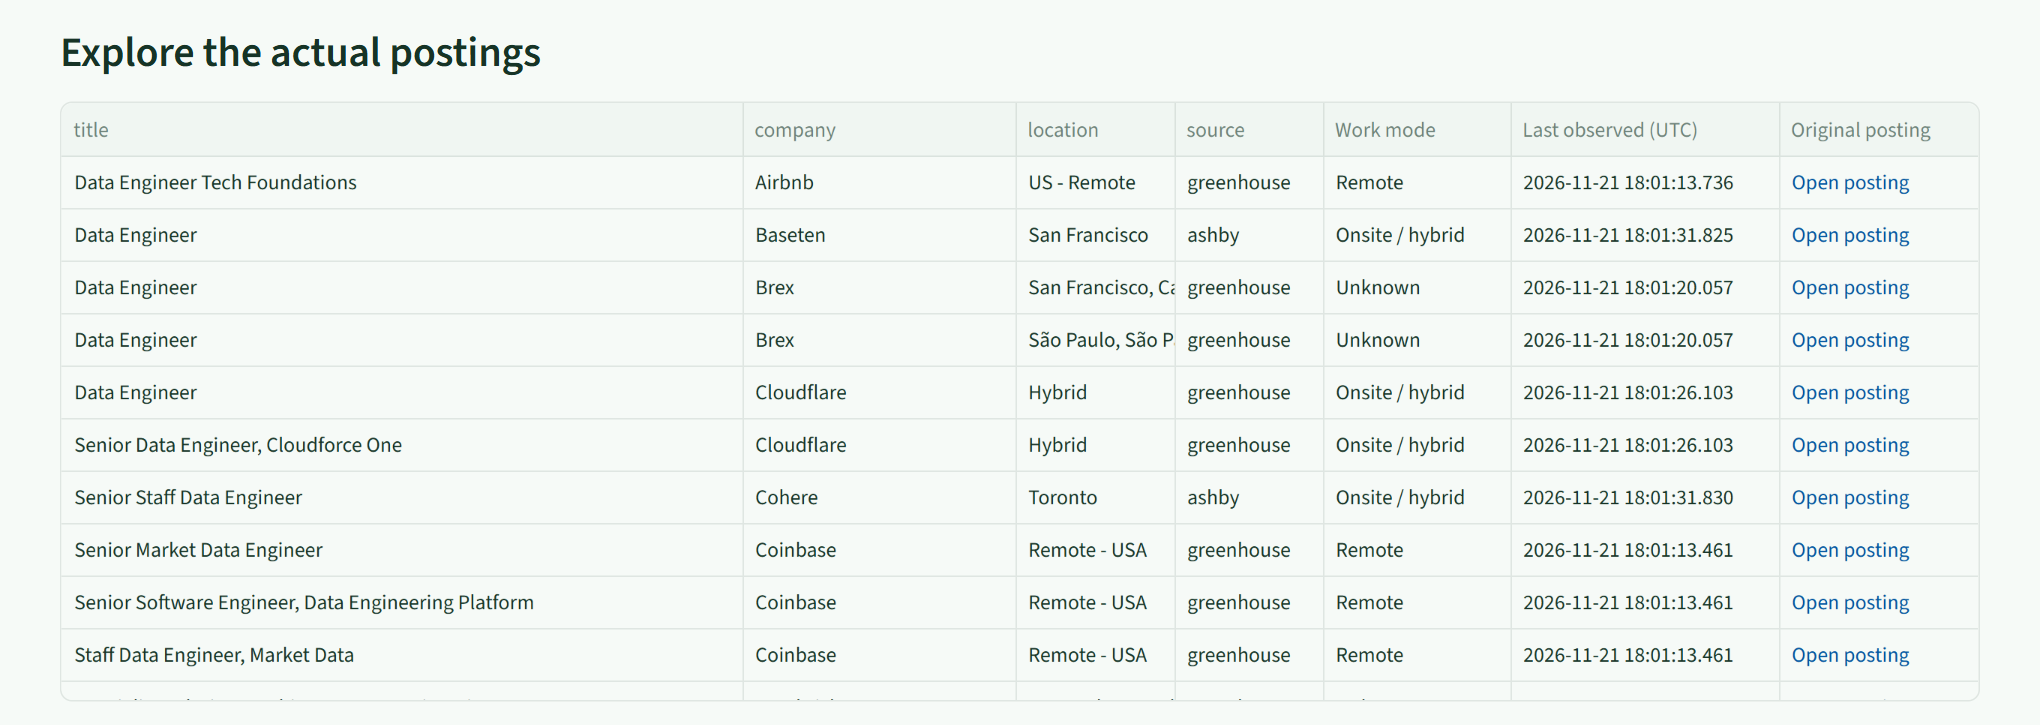 Explore the actual postings
title company location source Work mode Last observed (UTC) Original posting
Data Engineer Tech Foundations Airbnb US - Remote greenhouse Remote 2026-11-21 18:01:13.736 Open posting
Data Engineer Baseten San Francisco ashby Onsite / hybrid 2026-11-21 18:01:31.825 Open posting
Data Engineer Brex San Francisco, Ca greenhouse Unknown 2026-11-21 18:01:20.057 Open posting
Data Engineer Brex São Paulo, São P greenhouse Unknown 2026-11-21 18:01:20.057 Open posting
Data Engineer Cloudflare Hybrid greenhouse Onsite / hybrid 2026-11-21 18:01:26.103 Open posting
Senior Data Engineer, Cloudforce One Cloudflare Hybrid greenhouse Onsite / hybrid 2026-11-21 18:01:26.103 Open posting
Senior Staff Data Engineer Cohere Toronto ashby Onsite / hybrid 2026-11-21 18:01:31.830 Open posting
Senior Market Data Engineer Coinbase Remote - USA greenhouse Remote 2026-11-21 18:01:13.461 Open posting
Senior Software Engineer, Data Engineering Platform Coinbase Remote - USA greenhouse Remote 2026-11-21 18:01:13.461 Open posting
Staff Data Engineer, Market Data Coinbase Remote - USA greenhouse Remote 2026-11-21 18:01:13.461 Open posting